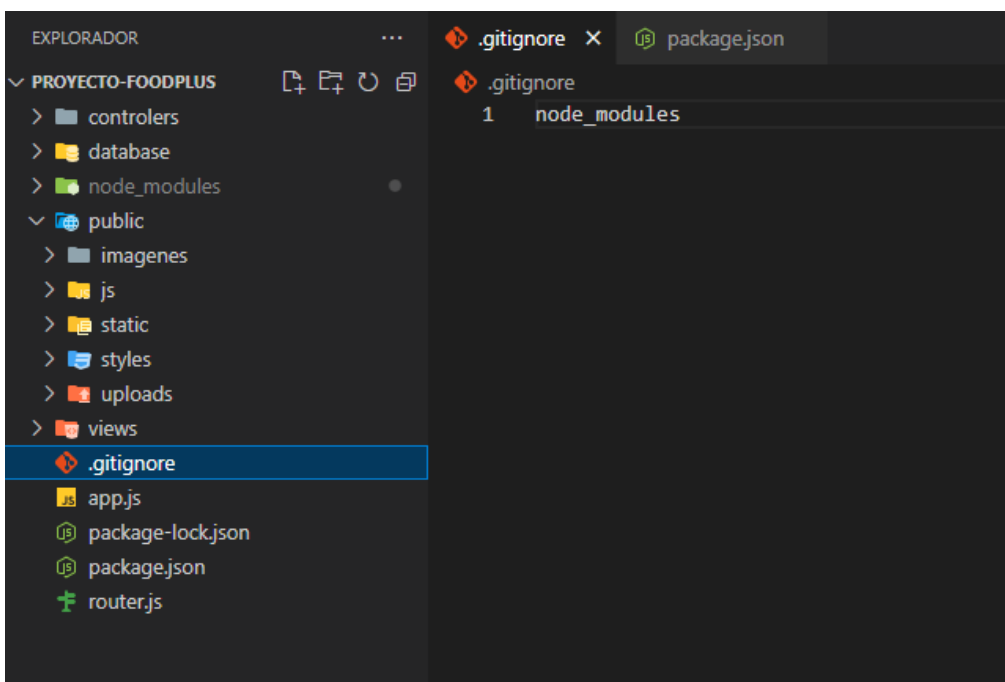 EXPLORADOR
PROYECTO-FOODPLUS
controlers
database
node_modules
public
imagenes
js
static
styles
uploads
views
.gitignore
app.js
package-lock.json
package.json
router.js
.gitignore package.json
.gitignore
1 node_modules